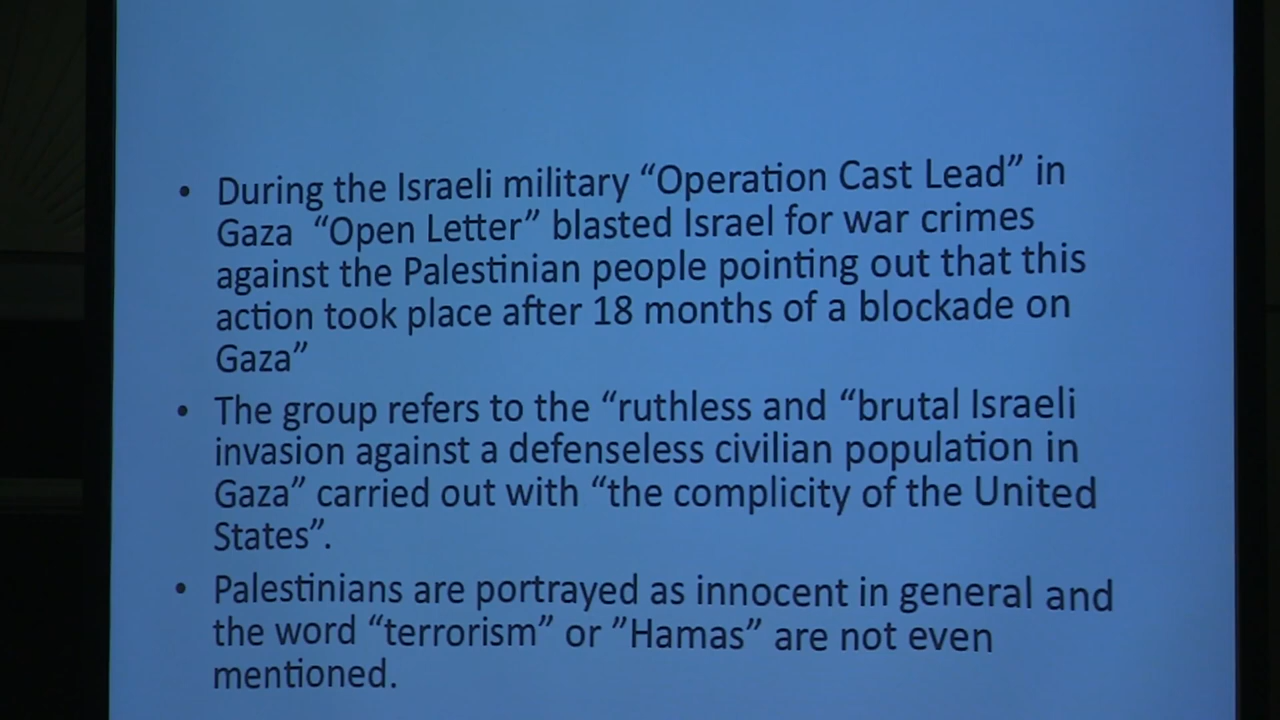 • During the Israeli military “Operation Cast Lead” in
Gaza “Open Letter” blasted Israel for war crimes
against the Palestinian people pointing out that this
action took place after 18 months of a blockade on
Gaza”
• The group refers to the “ruthless and “brutal Israeli
invasion against a defenseless civilian population in
Gaza” carried out with “the complicity of the United
States”.
• Palestinians are portrayed as innocent in general and
the word “terrorism” or ”Hamas” are not even
mentioned.